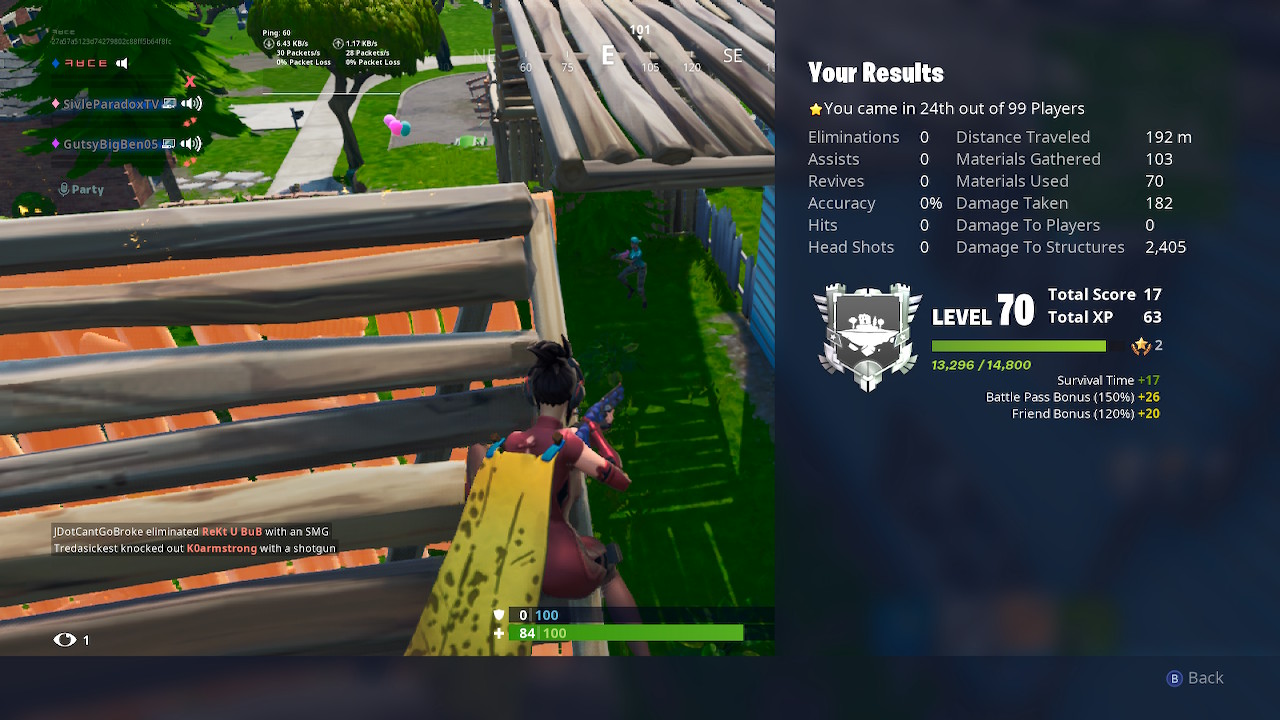 Ping: 60
6.43 KB/s 1.17 KB/s
30 Packets/s 28 Packets/s
0% Packet Loss 0% Packet Loss
SivleParadoxTV
GutsyBigBen05
Party
101
NE E SE
60 75 105 120
JDotCantGoBroke eliminated ReKt U BuB with an SMG
Tredasickest knocked out K0armstrong with a shotgun
1
0 100
84 100
Your Results
You came in 24th out of 99 Players
Eliminations 0 Distance Traveled 192 m
Assists 0 Materials Gathered 103
Revives 0 Materials Used 70
Accuracy 0% Damage Taken 182
Hits 0 Damage To Players 0
Head Shots 0 Damage To Structures 2,405
LEVEL 70
Total Score 17
Total XP 63
2
13,296 / 14,800
Survival Time +17
Battle Pass Bonus (150%) +26
Friend Bonus (120%) +20
B Back